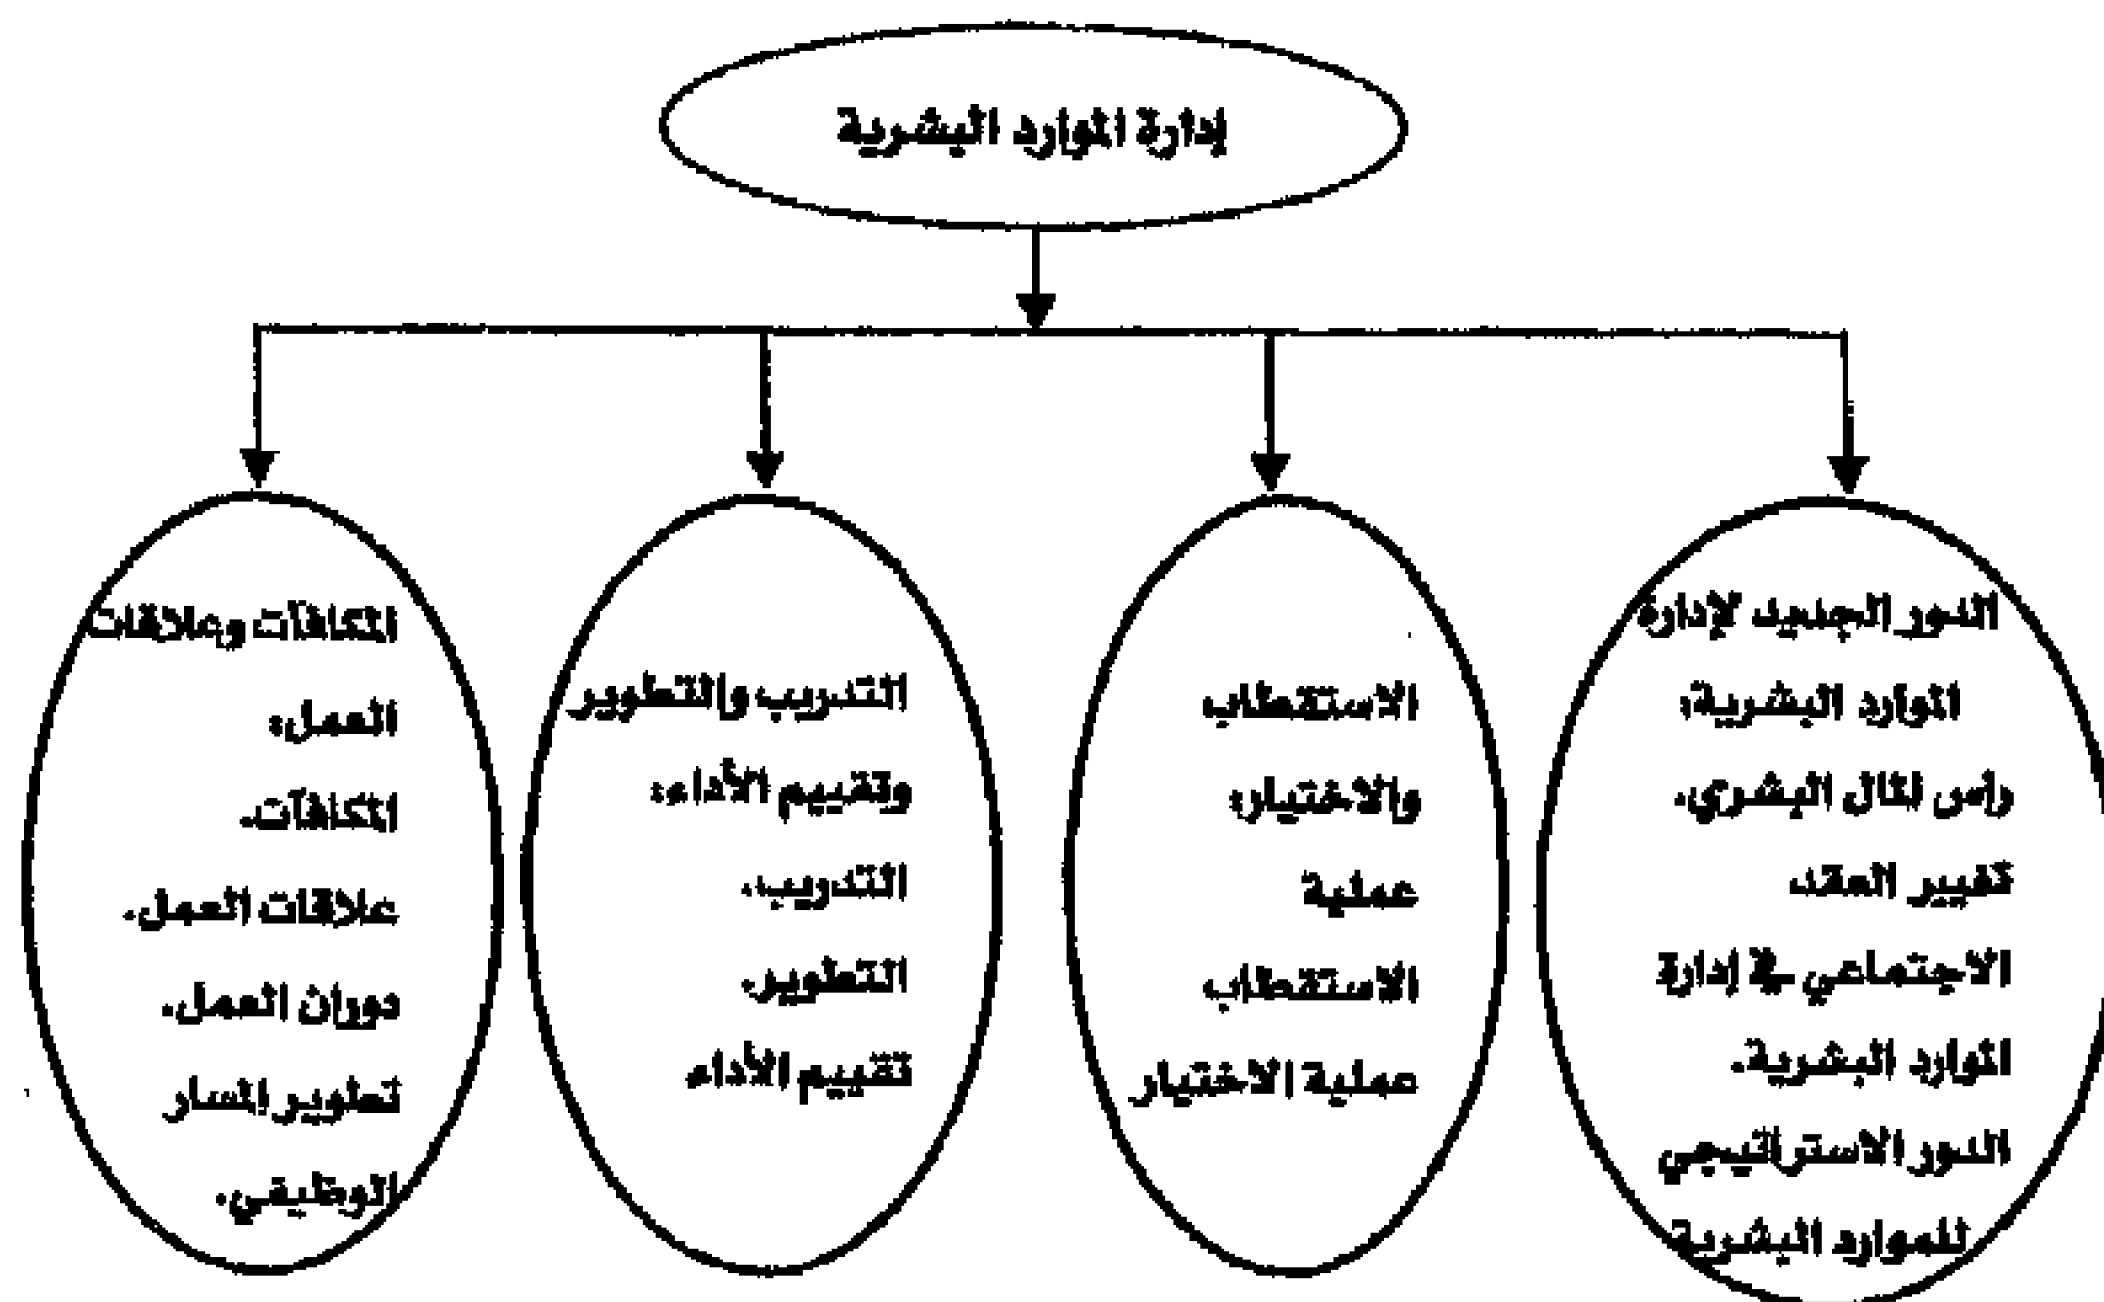 إدارة الموارد البشرية
الدور الجديد لإدارة
الموارد البشرية:
رأس المال البشري.
تغيير العقد
الاجتماعي في إدارة
الموارد البشرية.
الدور الاستراتيجي
للموارد البشرية
الاستقطاب
والاختيار:
عملية
الاستقطاب
عملية الاختيار
التدريب والتطوير
وتقييم الأداء:
التدريب.
التطوير.
تقييم الأداء
المكافآت وعلاقات
العمل:
المكافآت.
علاقات العمل.
دوران العمل.
تطوير المسار
الوظيفي.